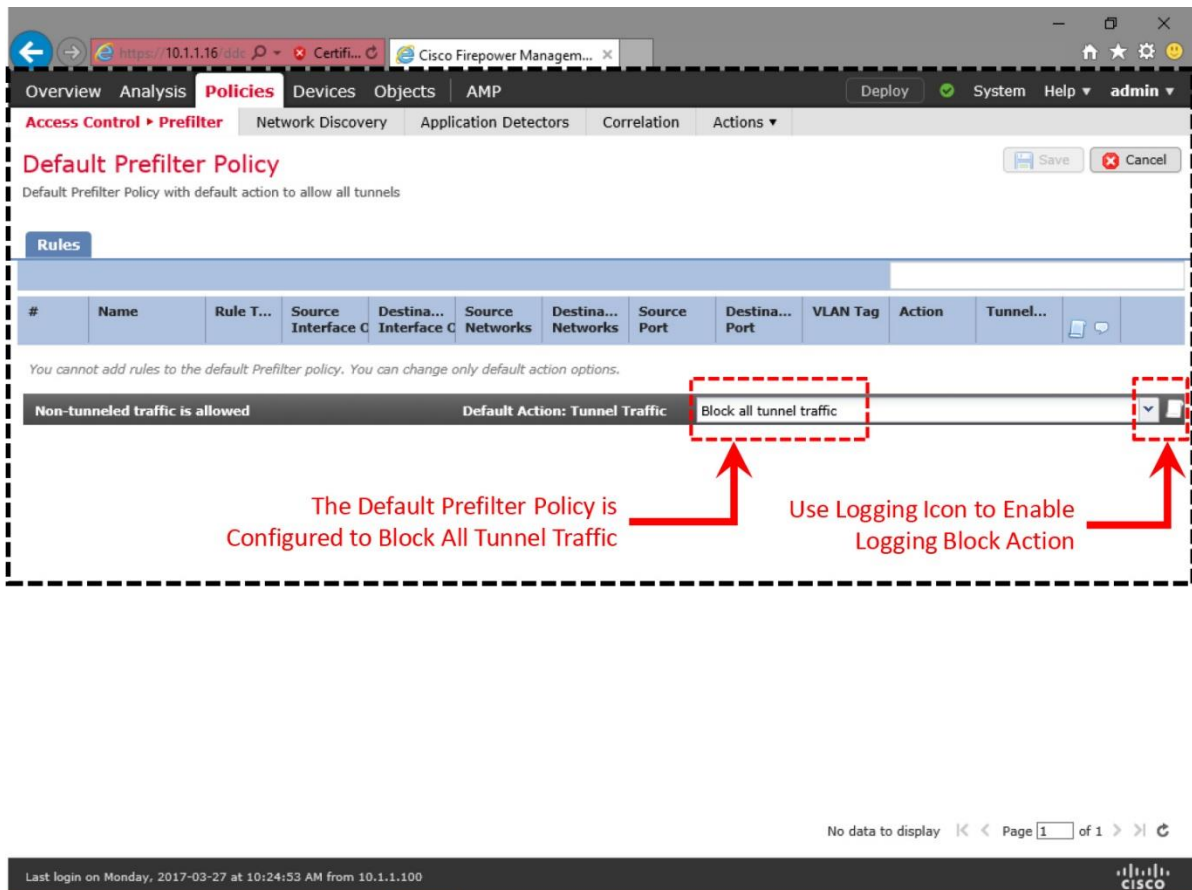 https://10.1.1.16/ddc Certifi... Cisco Firepower Managem...
Overview Analysis Policies Devices Objects AMP Deploy System Help admin
Access Control ▸ Prefilter Network Discovery Application Detectors Correlation Actions
Default Prefilter Policy Save Cancel
Default Prefilter Policy with default action to allow all tunnels
Rules
# Name Rule T... Source Interface O Destina... Interface O Source Networks Destina... Networks Source Port Destina... Port VLAN Tag Action Tunnel...
You cannot add rules to the default Prefilter policy. You can change only default action options.
Non-tunneled traffic is allowed Default Action: Tunnel Traffic Block all tunnel traffic
The Default Prefilter Policy is
Configured to Block All Tunnel Traffic
Use Logging Icon to Enable
Logging Block Action
No data to display Page 1 of 1
Last login on Monday, 2017-03-27 at 10:24:53 AM from 10.1.1.100 CISCO